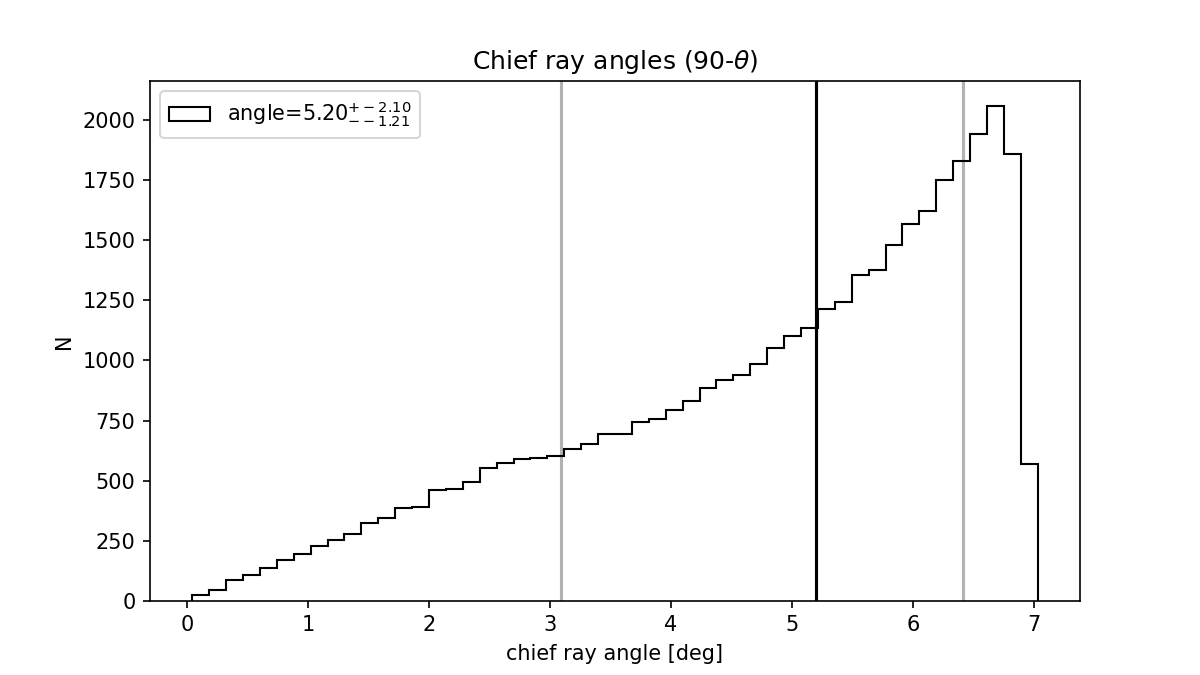 Chief ray angles (90-θ)
angle=5.20^{+−2.10}_{−−1.21}
2000
1750
1500
1250
1000
750
500
250
0
N
0 1 2 3 4 5 6 7
chief ray angle [deg]